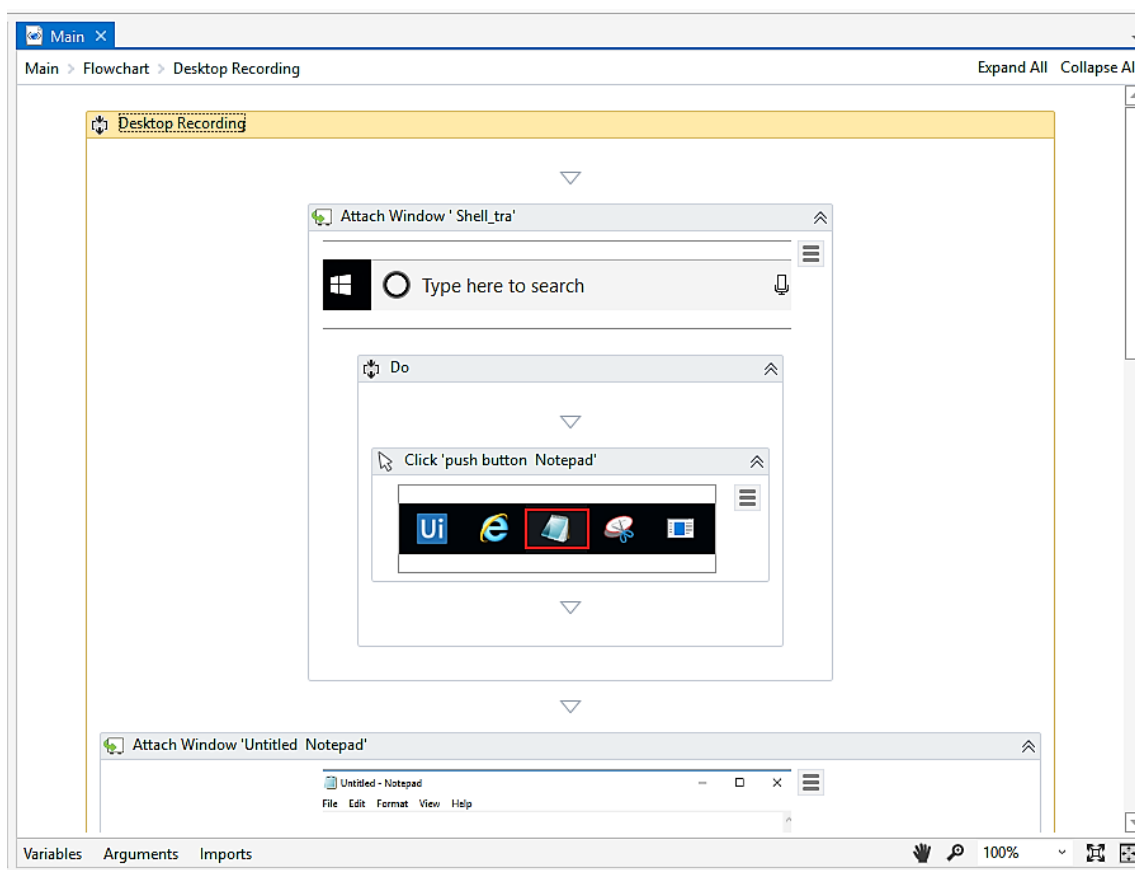 Main
Main > Flowchart > Desktop Recording Expand All Collapse Al
Desktop Recording
Attach Window ' Shell_tra'
Type here to search
Do
Click 'push button  Notepad'
Ui
Attach Window 'Untitled  Notepad'
Untitled - Notepad
File Edit Format View Help
Variables Arguments Imports 100%